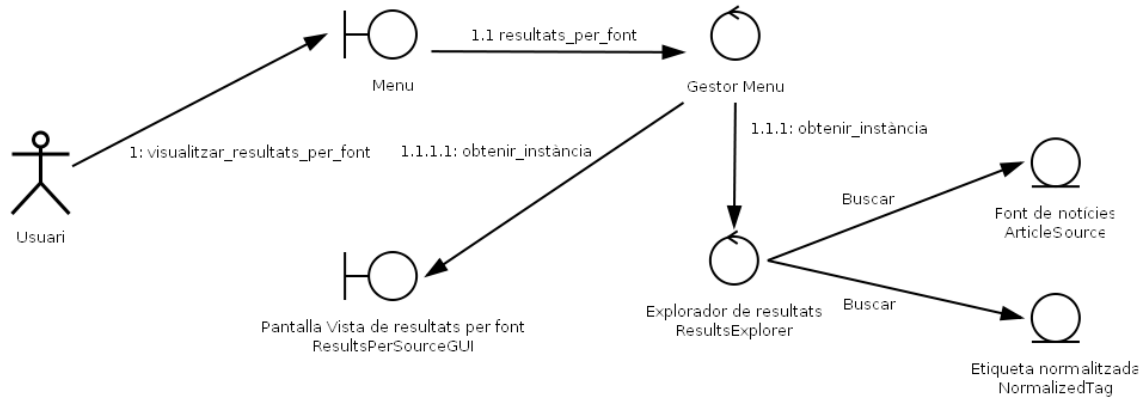 1.1 resultats_per_font
Menu
Gestor Menu
1: visualitzar_resultats_per_font
1.1.1.1: obtenir_instància
1.1.1: obtenir_instància
Buscar
Usuari
Font de notícies
ArticleSource
Buscar
Explorador de resultats
ResultsExplorer
Pantalla Vista de resultats per font
ResultsPerSourceGUI
Etiqueta normalitzada
NormalizedTag